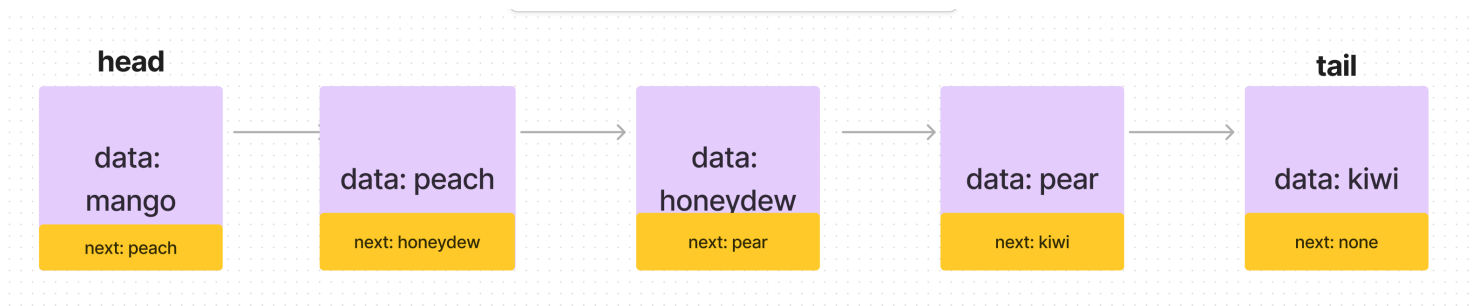 head
tail
data:
mango
next: peach
data: peach
next: honeydew
data:
honeydew
next: pear
data: pear
next: kiwi
data: kiwi
next: none